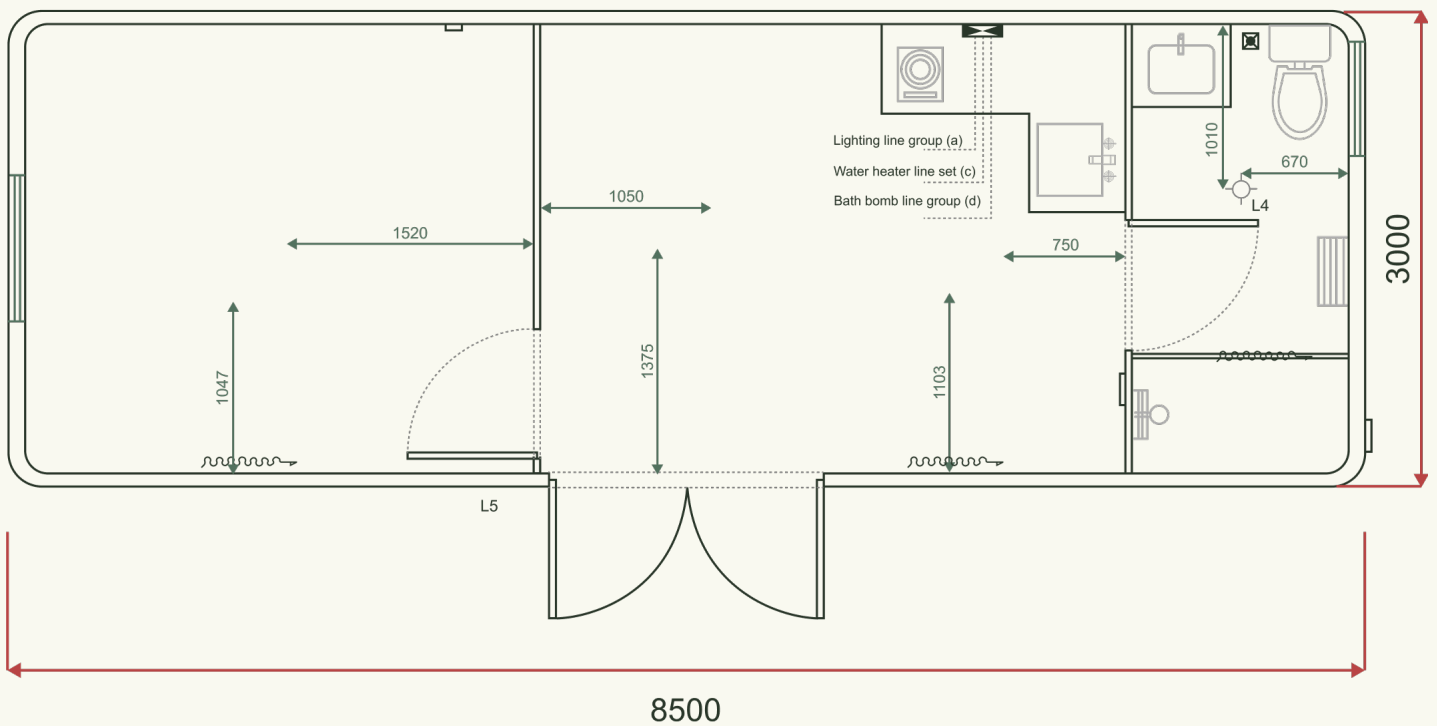 Lighting line group (a)
1010
670
Water heater line set (c)
1050
Bath bomb line group (d)
L4
1520
750
3000
1375
1103
1047
L5
8500